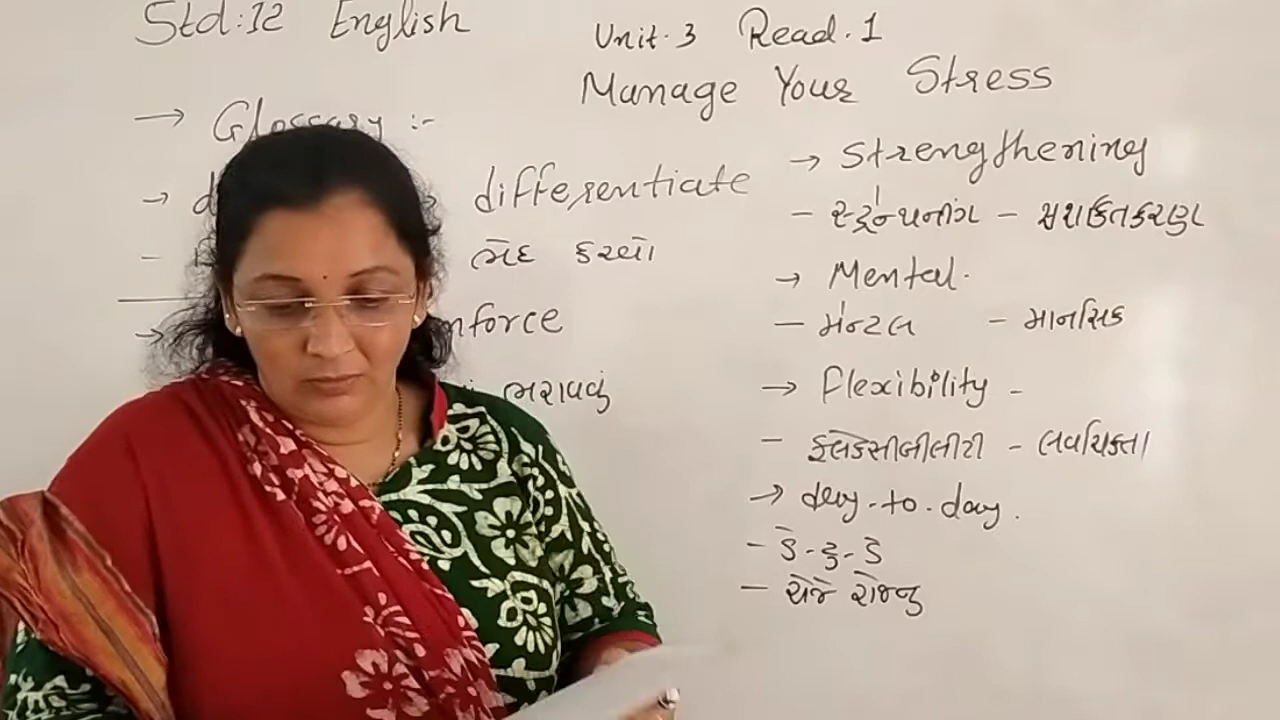 Std:12 English
Unit.3 Read.1
Manage Your Stress
→ Glossary :-
differentiate
ભેદ કરવો
nforce
ભરાવવું
→ Strengthening
- સ્ટ્રેન્થનીંગ - સશક્તિકરણ
→ Mental.
- મેન્ટલ - માનસિક
→ flexibility -
- ફ્લેક્સીબીલીટી - લવચિકતા
→ day-to-day.
- ડે-ટુ-ડે
- રોજે રોજનુ